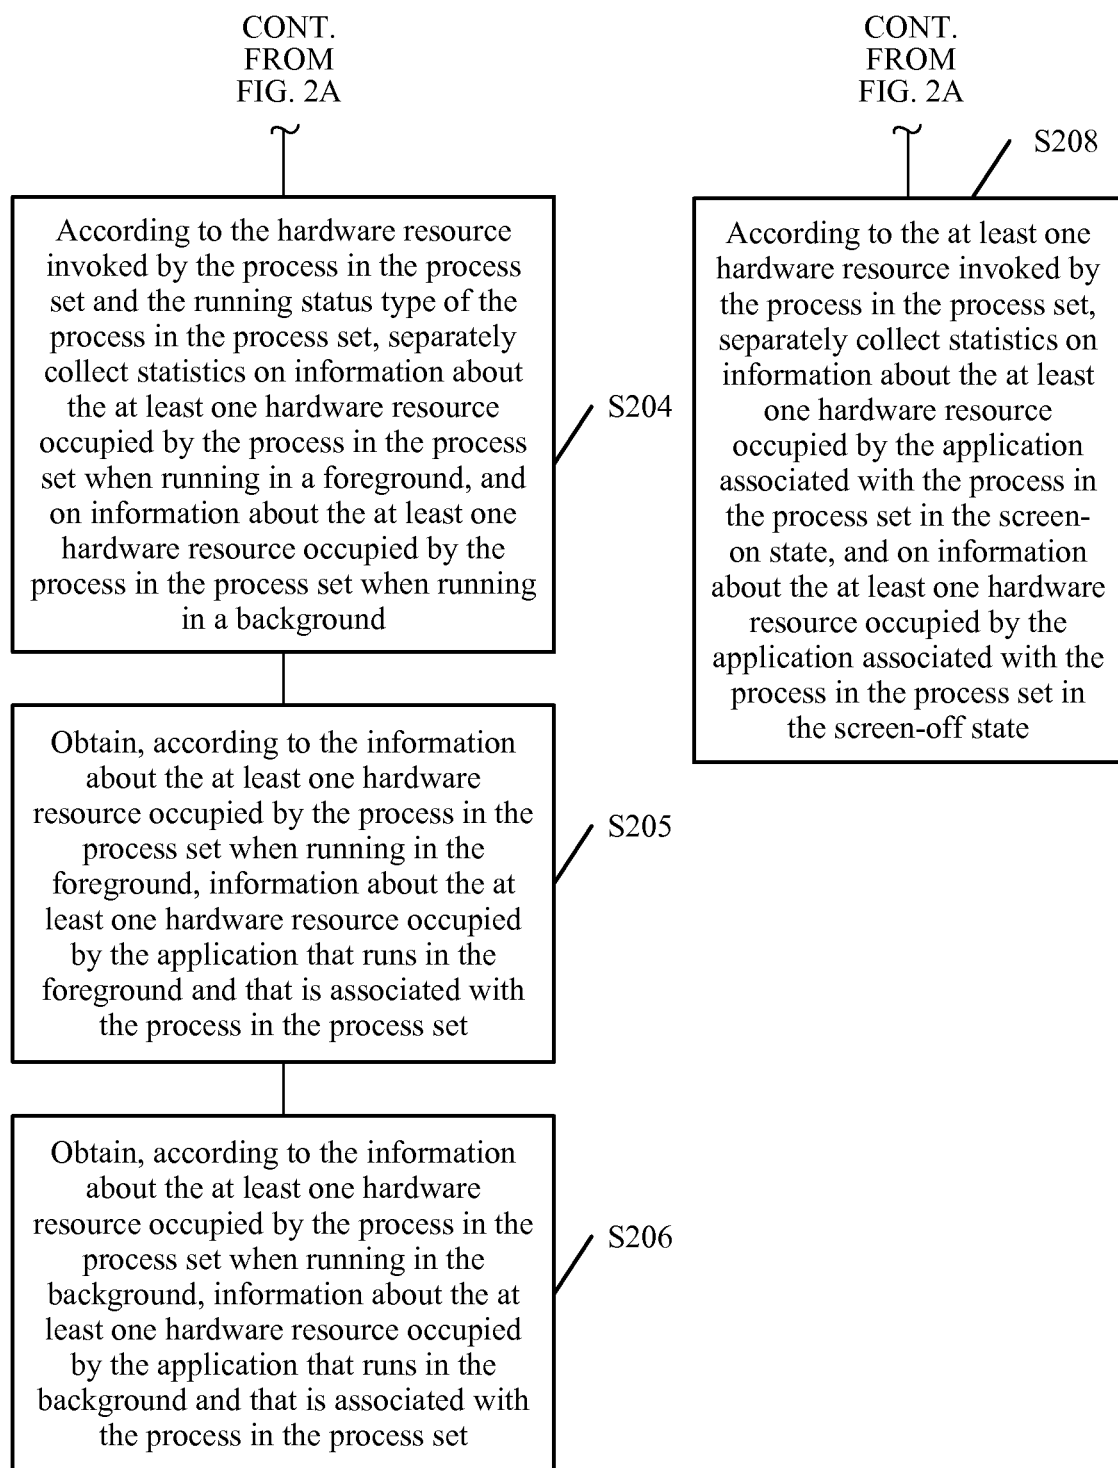 CONT.
FROM
FIG. 2A
According to the hardware resource
invoked by the process in the process
set and the running status type of the
process in the process set, separately
collect statistics on information about
the at least one hardware resource
occupied by the process in the process
set when running in a foreground, and
on information about the at least one
hardware resource occupied by the
process in the process set when running
in a background
S204
Obtain, according to the information
about the at least one hardware
resource occupied by the process in the
process set when running in the
foreground, information about the at
least one hardware resource occupied
by the application that runs in the
foreground and that is associated with
the process in the process set
S205
Obtain, according to the information
about the at least one hardware
resource occupied by the process in the
process set when running in the
background, information about the at
least one hardware resource occupied
by the application that runs in the
background and that is associated with
the process in the process set
S206
CONT.
FROM
FIG. 2A
S208
According to the at least one
hardware resource invoked by
the process in the process set,
separately collect statistics on
information about the at least
one hardware resource
occupied by the application
associated with the process in
the process set in the screen-
on state, and on information
about the at least one hardware
resource occupied by the
application associated with the
process in the process set in
the screen-off state